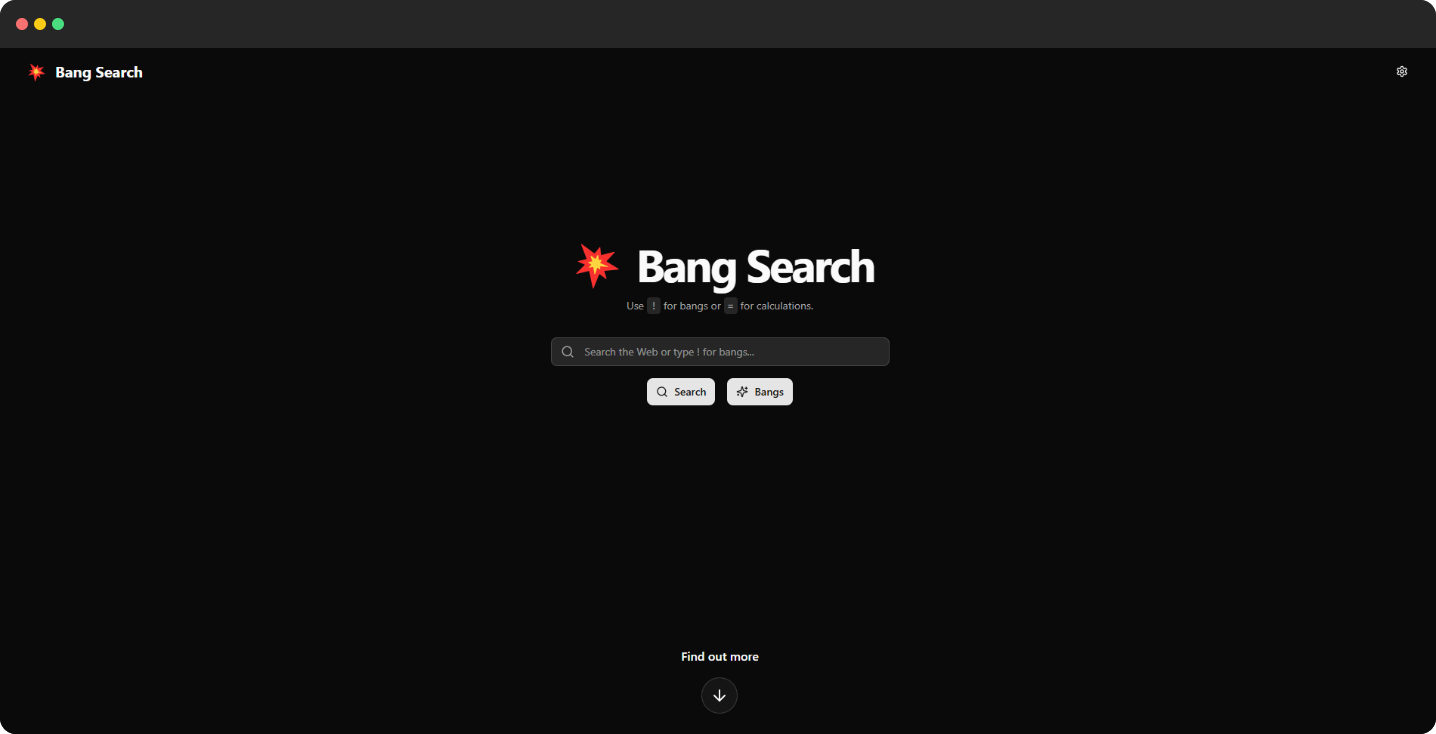 Bang Search
Bang Search
Use ! for bangs or = for calculations.
Search the Web or type ! for bangs...
Search
Bangs
Find out more